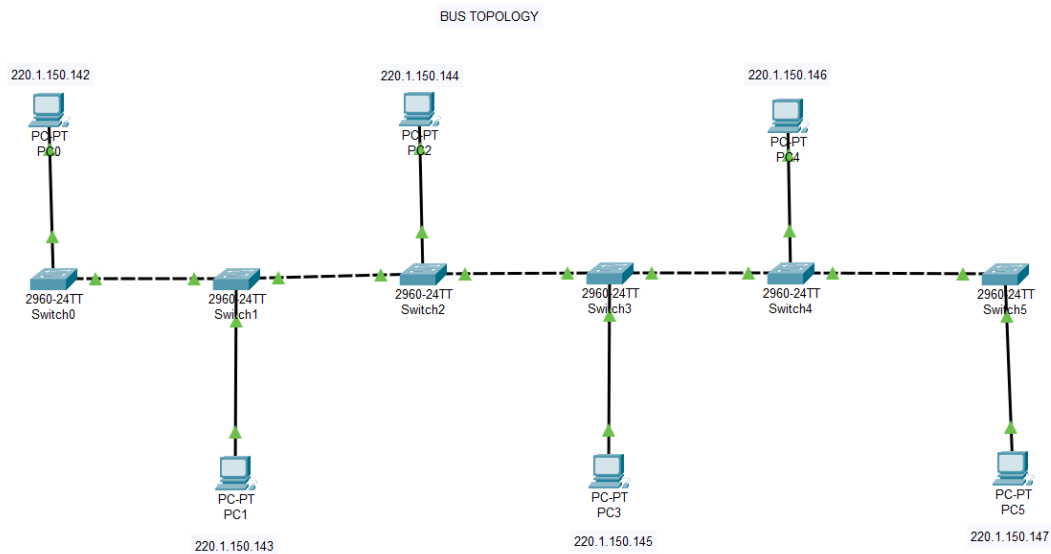 BUS TOPOLOGY
220.1.150.142
220.1.150.144
220.1.150.146
PC-PT
PC0
PC-PT
PC2
PC-PT
PC4
2960-24TT
Switch0
2960-24TT
Switch1
2960-24TT
Switch2
2960-24TT
Switch3
2960-24TT
Switch4
2960-24TT
Switch5
PC-PT
PC1
PC-PT
PC3
PC-PT
PC5
220.1.150.143
220.1.150.145
220.1.150.147